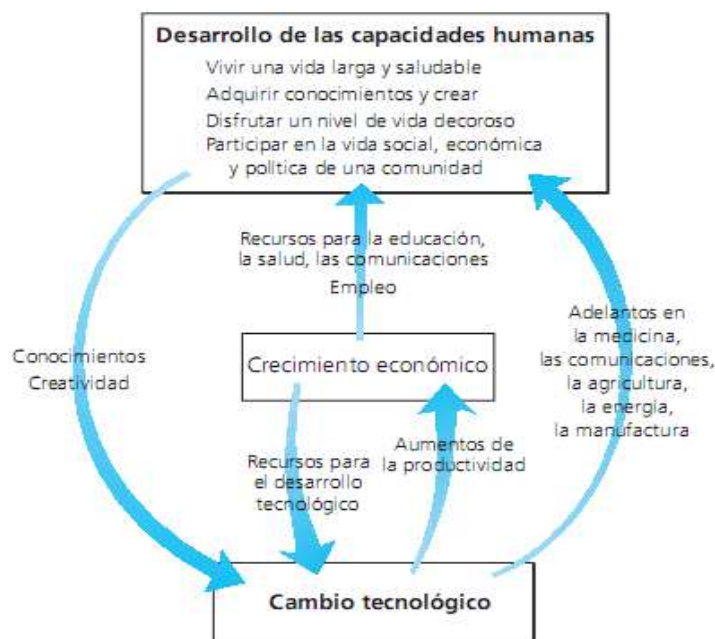 Desarrollo de las capacidades humanas
Vivir una vida larga y saludable
Adquirir conocimientos y crear
Disfrutar un nivel de vida decoroso
Participar en la vida social, económica
y política de una comunidad
Recursos para la educación,
la salud, las comunicaciones
Empleo
Conocimientos
Creatividad
Crecimiento económico
Adelantos en
la medicina,
las comunicaciones,
la agricultura,
la energía,
la manufactura
Recursos para
el desarrollo
tecnológico
Aumentos de
la productividad
Cambio tecnológico